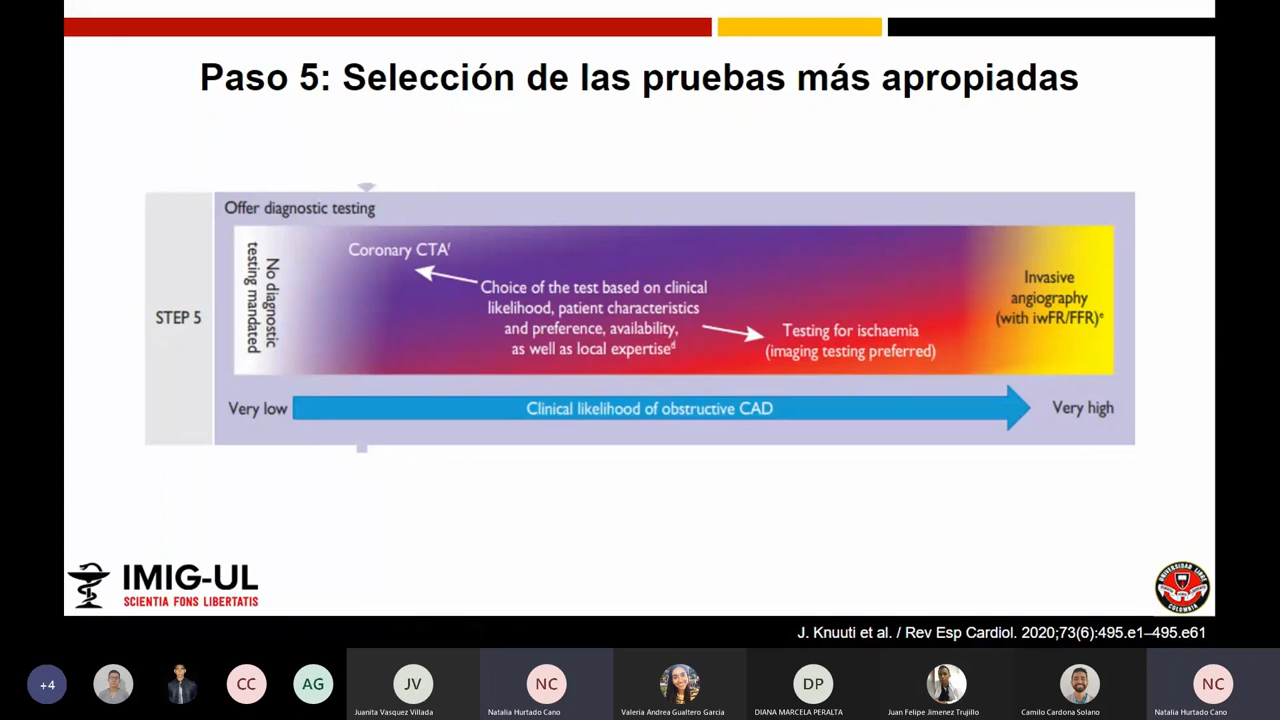 Paso 5: Selección de las pruebas más apropiadas
Offer diagnostic testing
STEP 5
No diagnostic
testing mandated
Coronary CTAᶠ
Choice of the test based on clinical
likelihood, patient characteristics
and preference, availability,
as well as local expertiseᵈ
Testing for ischaemia
(imaging testing preferred)
Invasive
angiography
(with iwFR/FFR)ᵉ
Very low
Clinical likelihood of obstructive CAD
Very high
IMIG-UL
SCIENTIA FONS LIBERTATIS
UNIVERSIDAD LIBRE
COLOMBIA
J. Knuuti et al. / Rev Esp Cardiol. 2020;73(6):495.e1–495.e61
+4
CC
AG
JV
NC
DP
NC
Juanita Vasquez Villada
Natalia Hurtado Cano
Valeria Andrea Gualtero Garcia
DIANA MARCELA PERALTA
Juan Felipe Jimenez Trujillo
Camilo Cardona Solano
Natalia Hurtado Cano